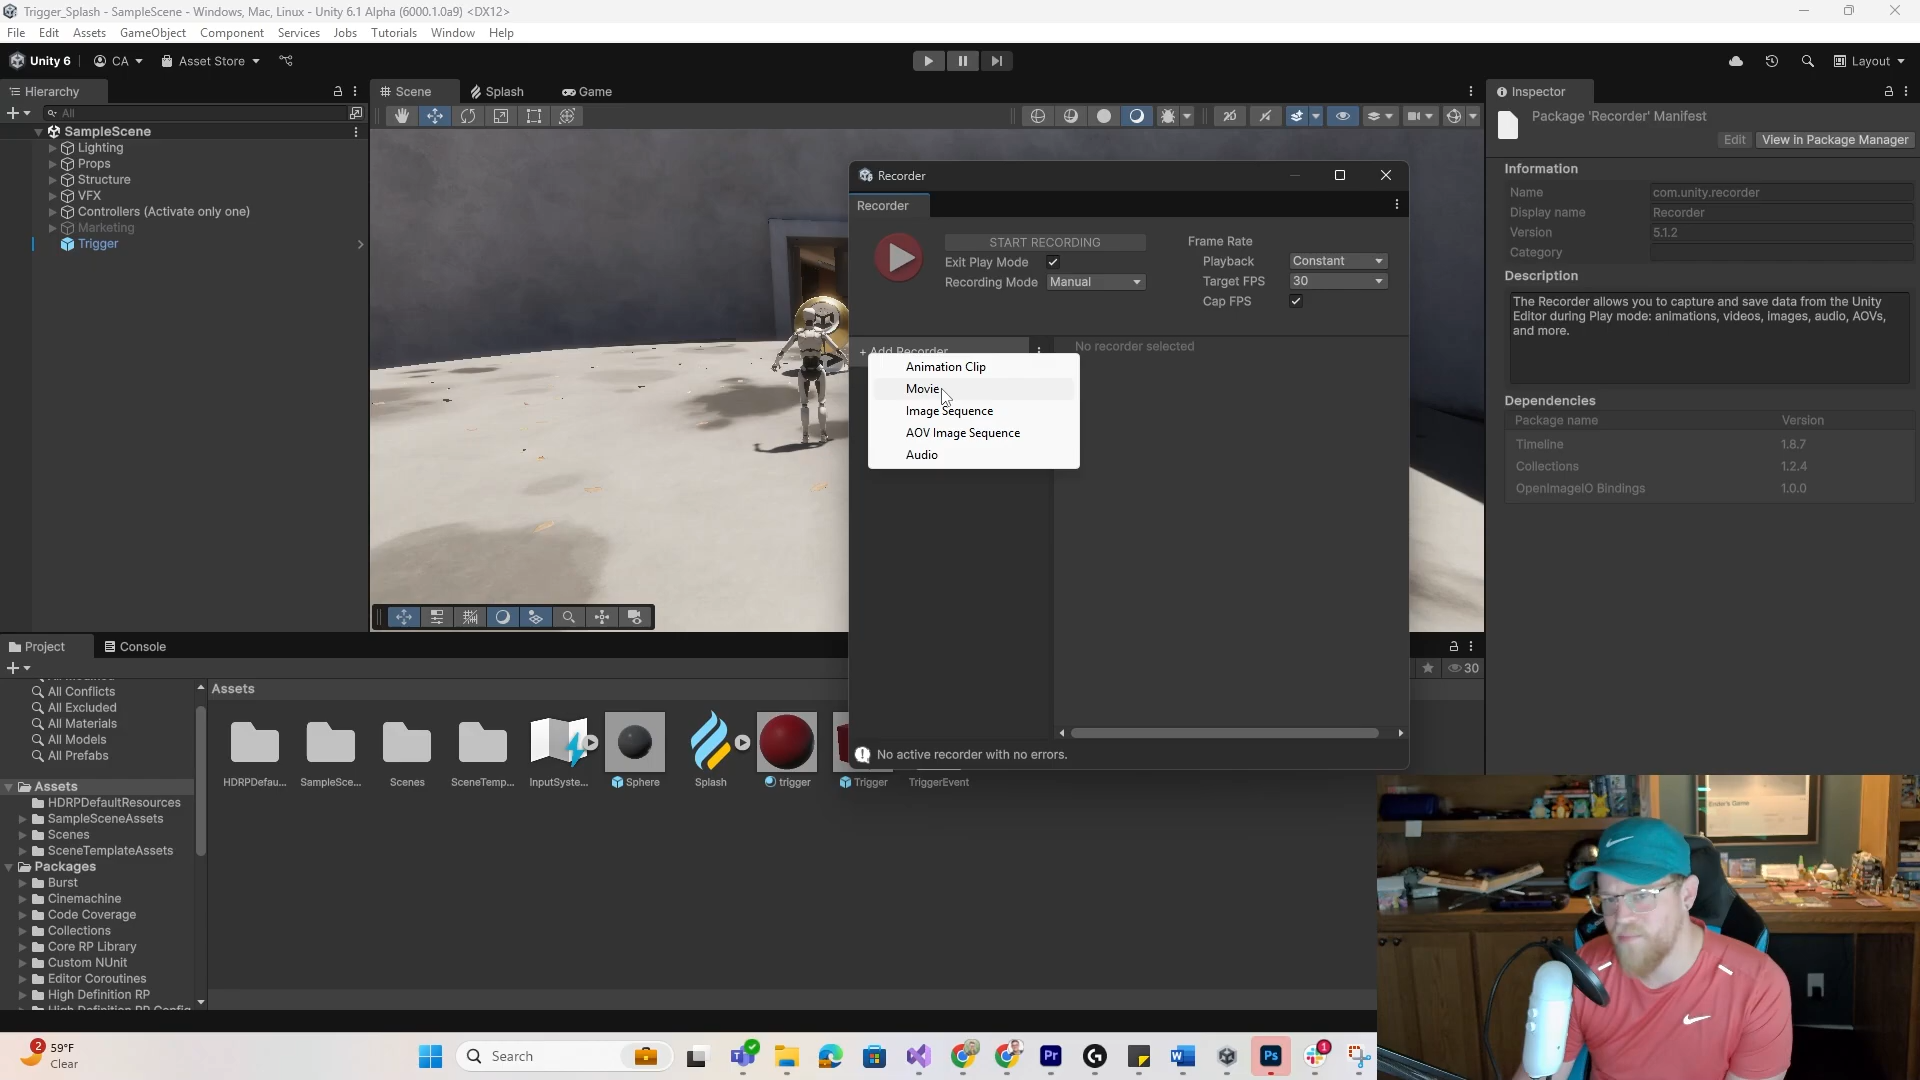 Trigger_Splash - SampleScene - Windows, Mac, Linux - Unity 6.1 Alpha (6000.1.0a9) <DX12>
File Edit Assets GameObject Component Services Jobs Tutorials Window Help
Unity 6 CA Asset Store Layout
Hierarchy
All
SampleScene
Lighting
Props
Structure
VFX
Controllers (Activate only one)
Marketing
Trigger
Scene Splash Game
Recorder
Recorder
START RECORDING
Exit Play Mode
Recording Mode Manual
Frame Rate
Playback Constant
Target FPS 30
Cap FPS
+ Add Recorder
No recorder selected
Animation Clip
Movie
Image Sequence
AOV Image Sequence
Audio
No active recorder with no errors.
Inspector
Package 'Recorder' Manifest
Edit View in Package Manager
Information
Name com.unity.recorder
Display name Recorder
Version 5.1.2
Category
Description
The Recorder allows you to capture and save data from the Unity
Editor during Play mode: animations, videos, images, audio, AOVs,
and more.
Dependencies
Package name Version
Timeline 1.8.7
Collections 1.2.4
OpenImageIO Bindings 1.0.0
Project Console
30
All Conflicts
All Excluded
All Materials
All Models
All Prefabs
Assets
HDRPDefaultResources
SampleSceneAssets
Scenes
SceneTemplateAssets
Packages
Burst
Cinemachine
Code Coverage
Collections
Core RP Library
Custom NUnit
Editor Coroutines
High Definition RP
Assets
HDRPDefau... SampleSce... Scenes SceneTemp... InputSyste... Sphere Splash trigger Trigger TriggerEvent
Ender's Game
2
59°F
Clear
Search
Pr
W
Ps
1